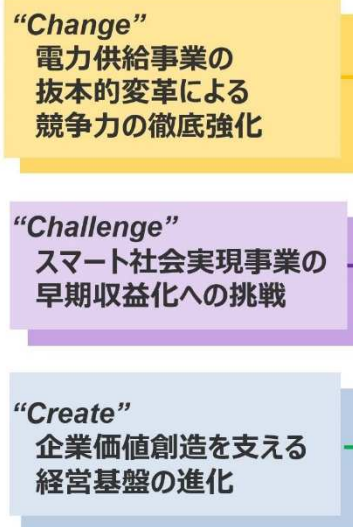 “Change”
電力供給事業の
抜本的変革による
競争力の徹底強化
“Challenge”
スマート社会実現事業の
早期収益化への挑戦
“Create”
企業価値創造を支える
経営基盤の進化